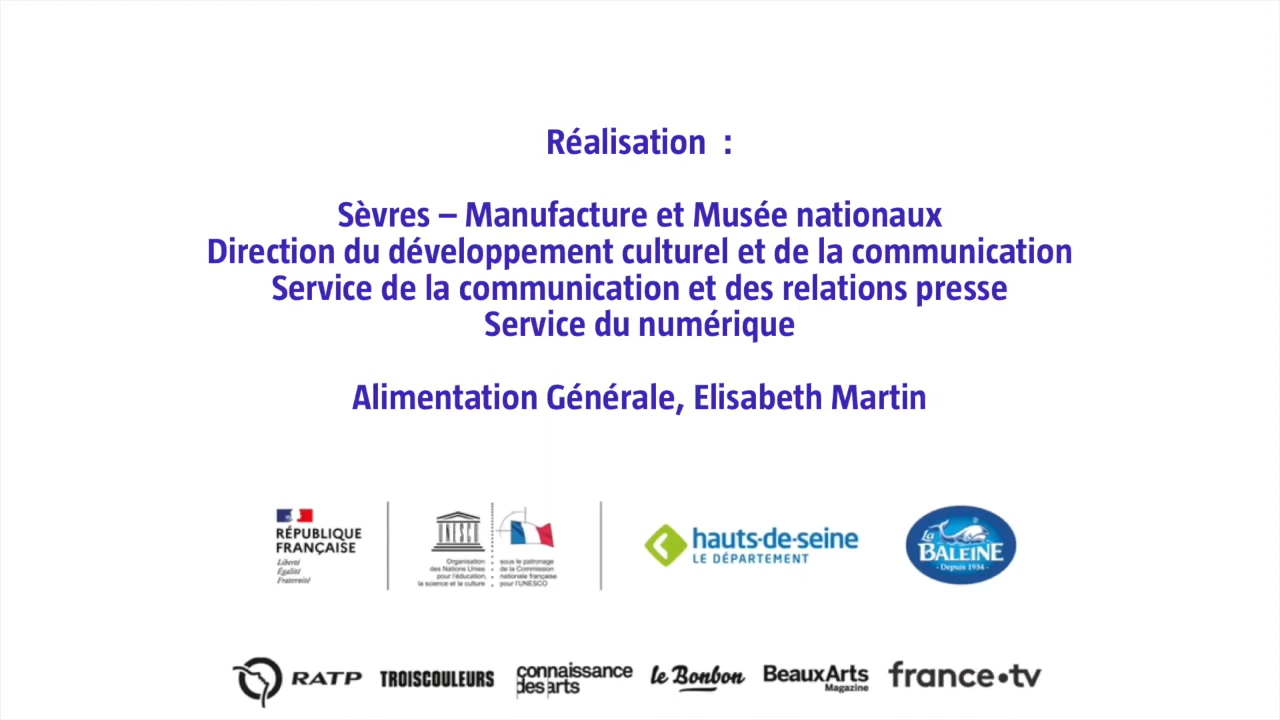 Réalisation :
Sèvres – Manufacture et Musée nationaux
Direction du développement culturel et de la communication
Service de la communication et des relations presse
Service du numérique
Alimentation Générale, Elisabeth Martin
RÉPUBLIQUE
FRANÇAISE
Liberté
Égalité
Fraternité
UNESCO
Organisation
des Nations Unies
pour l'éducation,
la science et la culture
sous le patronage
de la Commission
nationale française
pour l'UNESCO
hauts-de-seine
LE DÉPARTEMENT
La
BALEINE
- Depuis 1934 -
RATP
TROISCOULEURS
connaissance
des arts
le Bonbon
BeauxArts
Magazine
france•tv